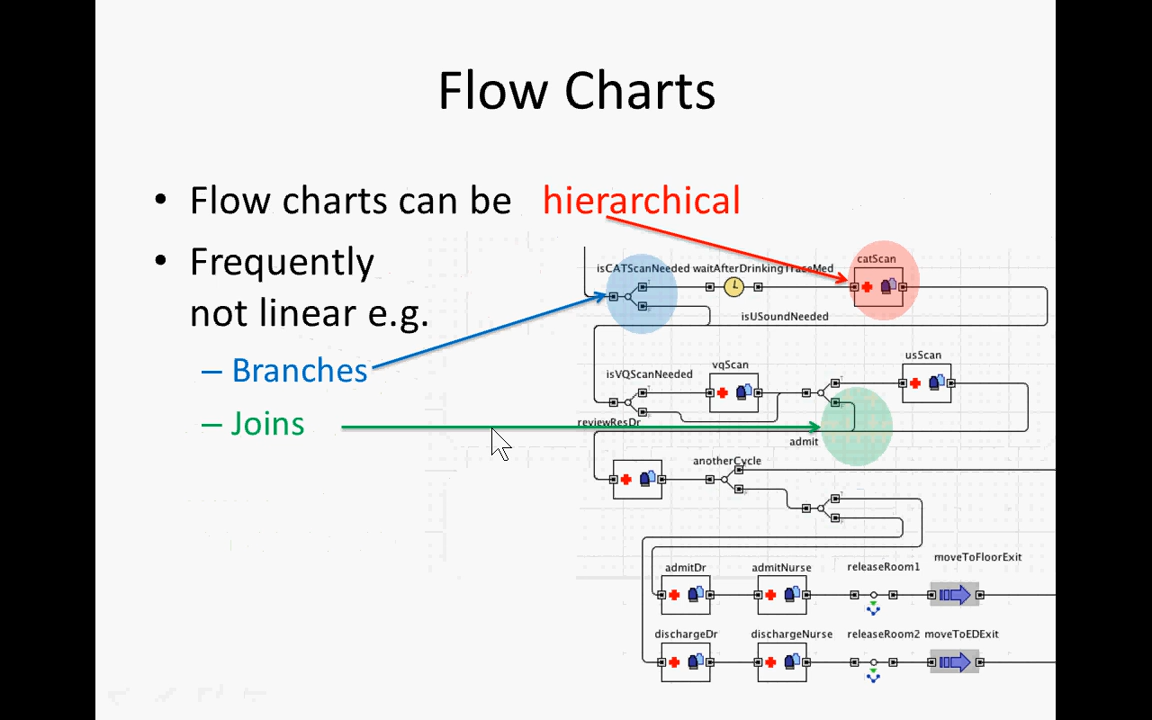 Flow Charts
• Flow charts can be hierarchical
• Frequently
not linear e.g.
– Branches
– Joins
isCATScanNeeded waitAfterDrinkingTraceMed
catScan
isUSoundNeeded
isVQScanNeeded
vqScan
usScan
reviewResDr
admit
anotherCycle
admitDr
admitNurse
releaseRoom1
moveToFloorExit
dischargeDr
dischargeNurse
releaseRoom2
moveToEDExit